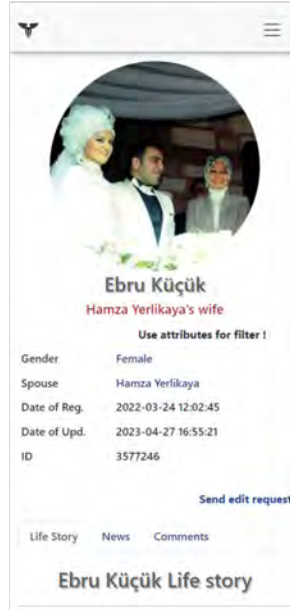 Ebru Küçük
Hamza Yerlikaya's wife
Use attributes for filter !
Gender Female
Spouse Hamza Yerlikaya
Date of Reg. 2022-03-24 12:02:45
Date of Upd. 2023-04-27 16:55:21
ID 3577246
Send edit request
Life Story News Comments
Ebru Küçük Life story